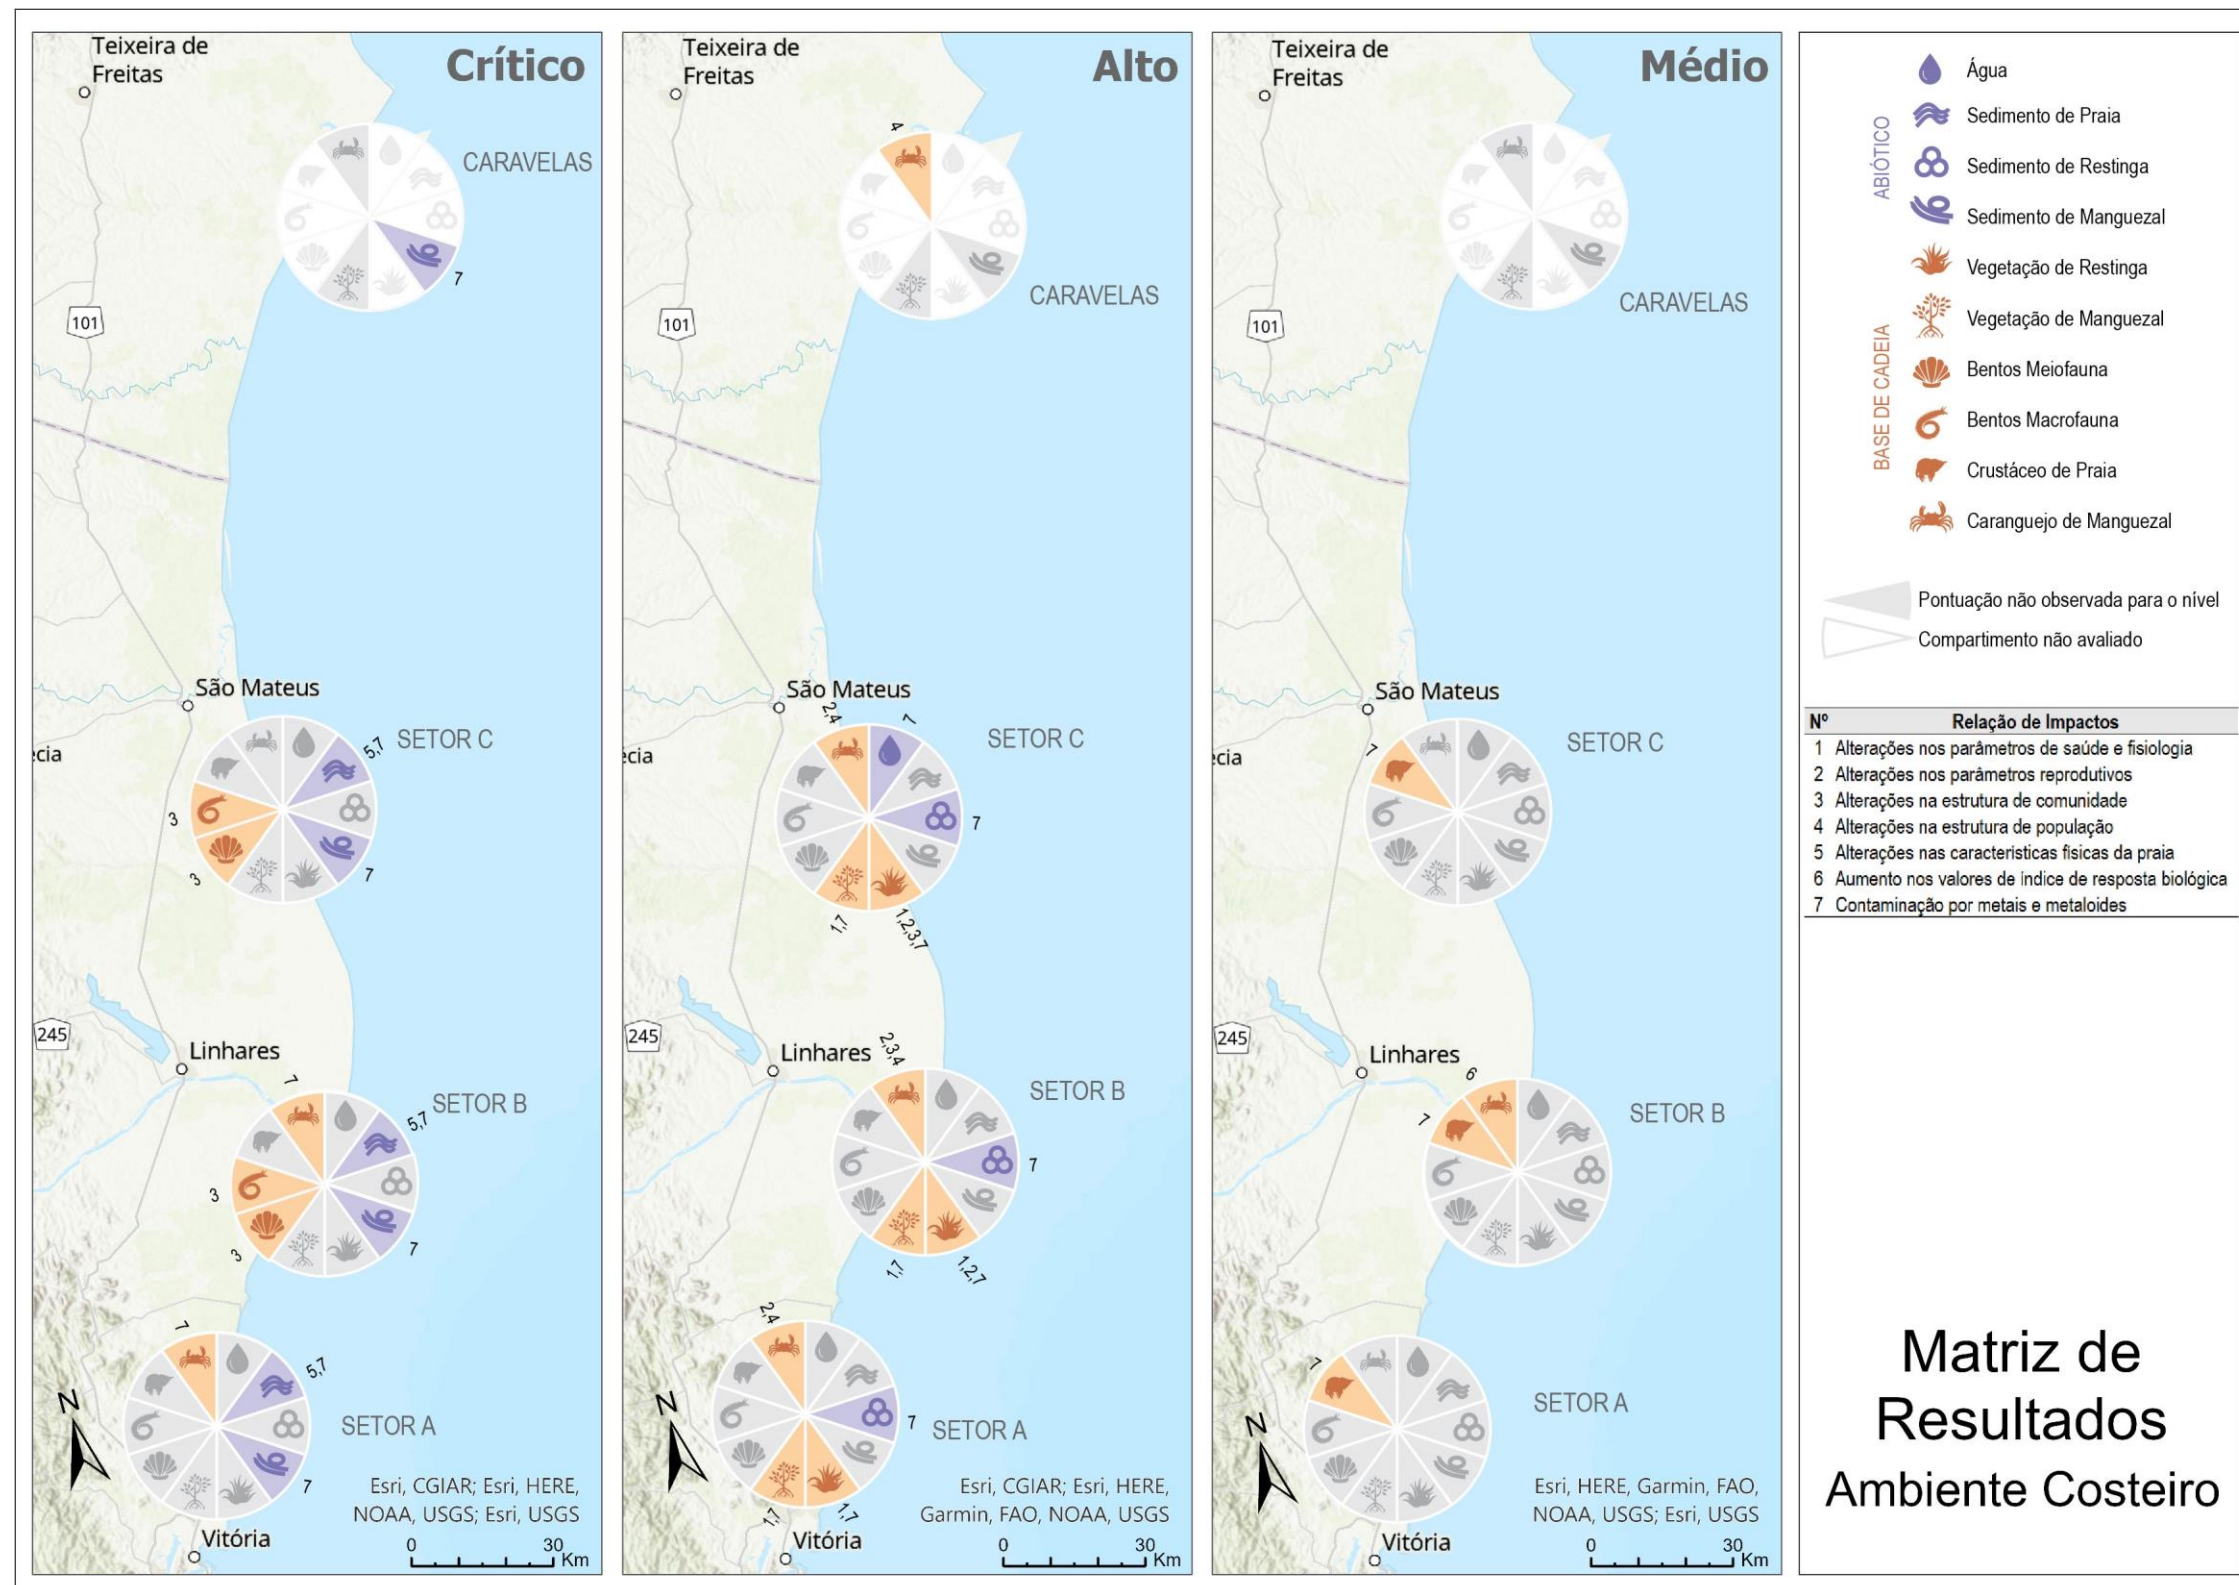 Teixeira de
Freitas
Crítico
CARAVELAS
7
101
São Mateus
SETOR C
5,7
ecia
3
3
7
245
Linhares
7
SETOR B
5,7
3
3
7
7
5,7
SETOR A
7
N
Esri, CGIAR; Esri, HERE,
NOAA, USGS; Esri, USGS
Vitória
0 30
Km
Teixeira de
Freitas
Alto
4
CARAVELAS
101
São Mateus
2,4
7
SETOR C
ecia
7
1,7
1,2,3,7
245
Linhares
2,3,4
SETOR B
7
1,7
1,2,7
2,4
7
SETOR A
N
1,7
1,7
Esri, CGIAR; Esri, HERE,
Garmin, FAO, NOAA, USGS
Vitória
0 30
Km
Teixeira de
Freitas
Médio
CARAVELAS
101
São Mateus
7
SETOR C
ecia
245
Linhares
6
7
SETOR B
7
SETOR A
N
Esri, HERE, Garmin, FAO,
NOAA, USGS; Esri, USGS
Vitória
0 30
Km
ABIÓTICO
Água
Sedimento de Praia
Sedimento de Restinga
Sedimento de Manguezal
BASE DE CADEIA
Vegetação de Restinga
Vegetação de Manguezal
Bentos Meiofauna
Bentos Macrofauna
Crustáceo de Praia
Caranguejo de Manguezal
Pontuação não observada para o nível
Compartimento não avaliado
Nº Relação de Impactos
1 Alterações nos parâmetros de saúde e fisiologia
2 Alterações nos parâmetros reprodutivos
3 Alterações na estrutura de comunidade
4 Alterações na estrutura de população
5 Alterações nas caracteristicas físicas da praia
6 Aumento nos valores de índice de resposta biológica
7 Contaminação por metais e metaloides
Matriz de
Resultados
Ambiente Costeiro